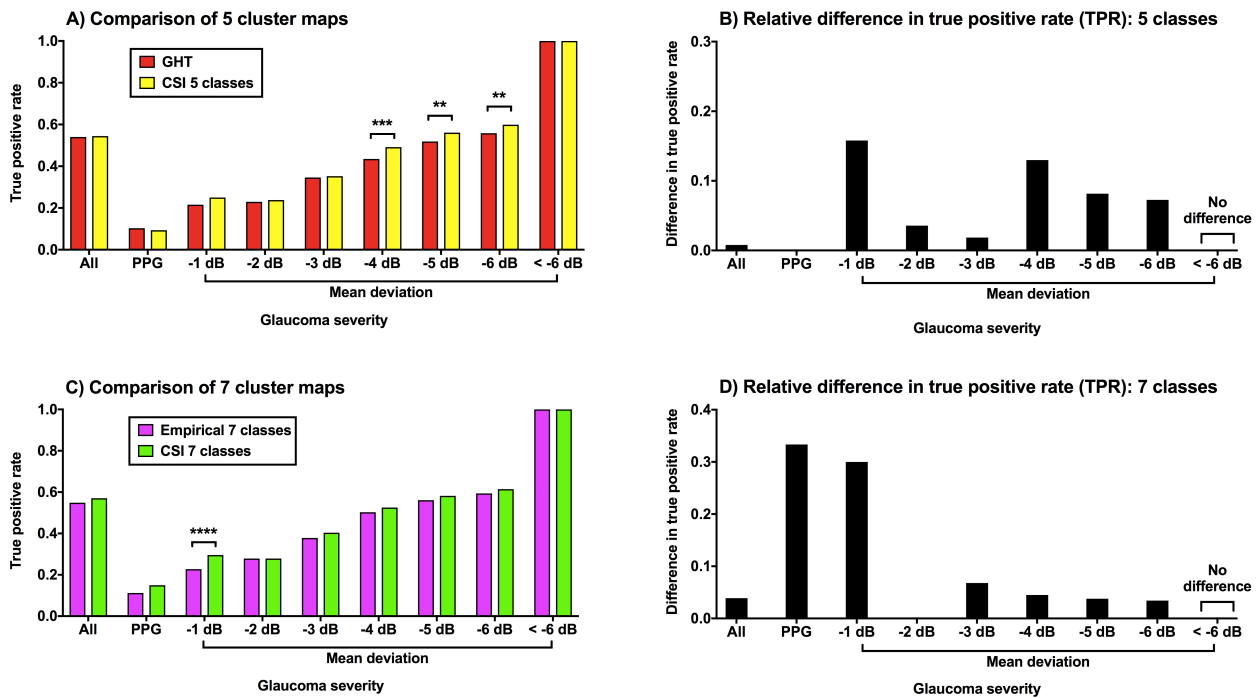 A) Comparison of 5 cluster maps
True positive rate
1.0
0.8
0.6
0.4
0.2
0.0
GHT
CSI 5 classes
***
**
**
All PPG -1 dB -2 dB -3 dB -4 dB -5 dB -6 dB < -6 dB
Mean deviation
Glaucoma severity
B) Relative difference in true positive rate (TPR): 5 classes
Difference in true positive rate
0.3
0.2
0.1
0.0
No
difference
All PPG -1 dB -2 dB -3 dB -4 dB -5 dB -6 dB < -6 dB
Mean deviation
Glaucoma severity
C) Comparison of 7 cluster maps
True positive rate
1.0
0.8
0.6
0.4
0.2
0.0
Empirical 7 classes
CSI 7 classes
****
All PPG -1 dB -2 dB -3 dB -4 dB -5 dB -6 dB < -6 dB
Mean deviation
Glaucoma severity
D) Relative difference in true positive rate (TPR): 7 classes
Difference in true positive rate
0.4
0.3
0.2
0.1
0.0
No
difference
All PPG -1 dB -2 dB -3 dB -4 dB -5 dB -6 dB < -6 dB
Mean deviation
Glaucoma severity